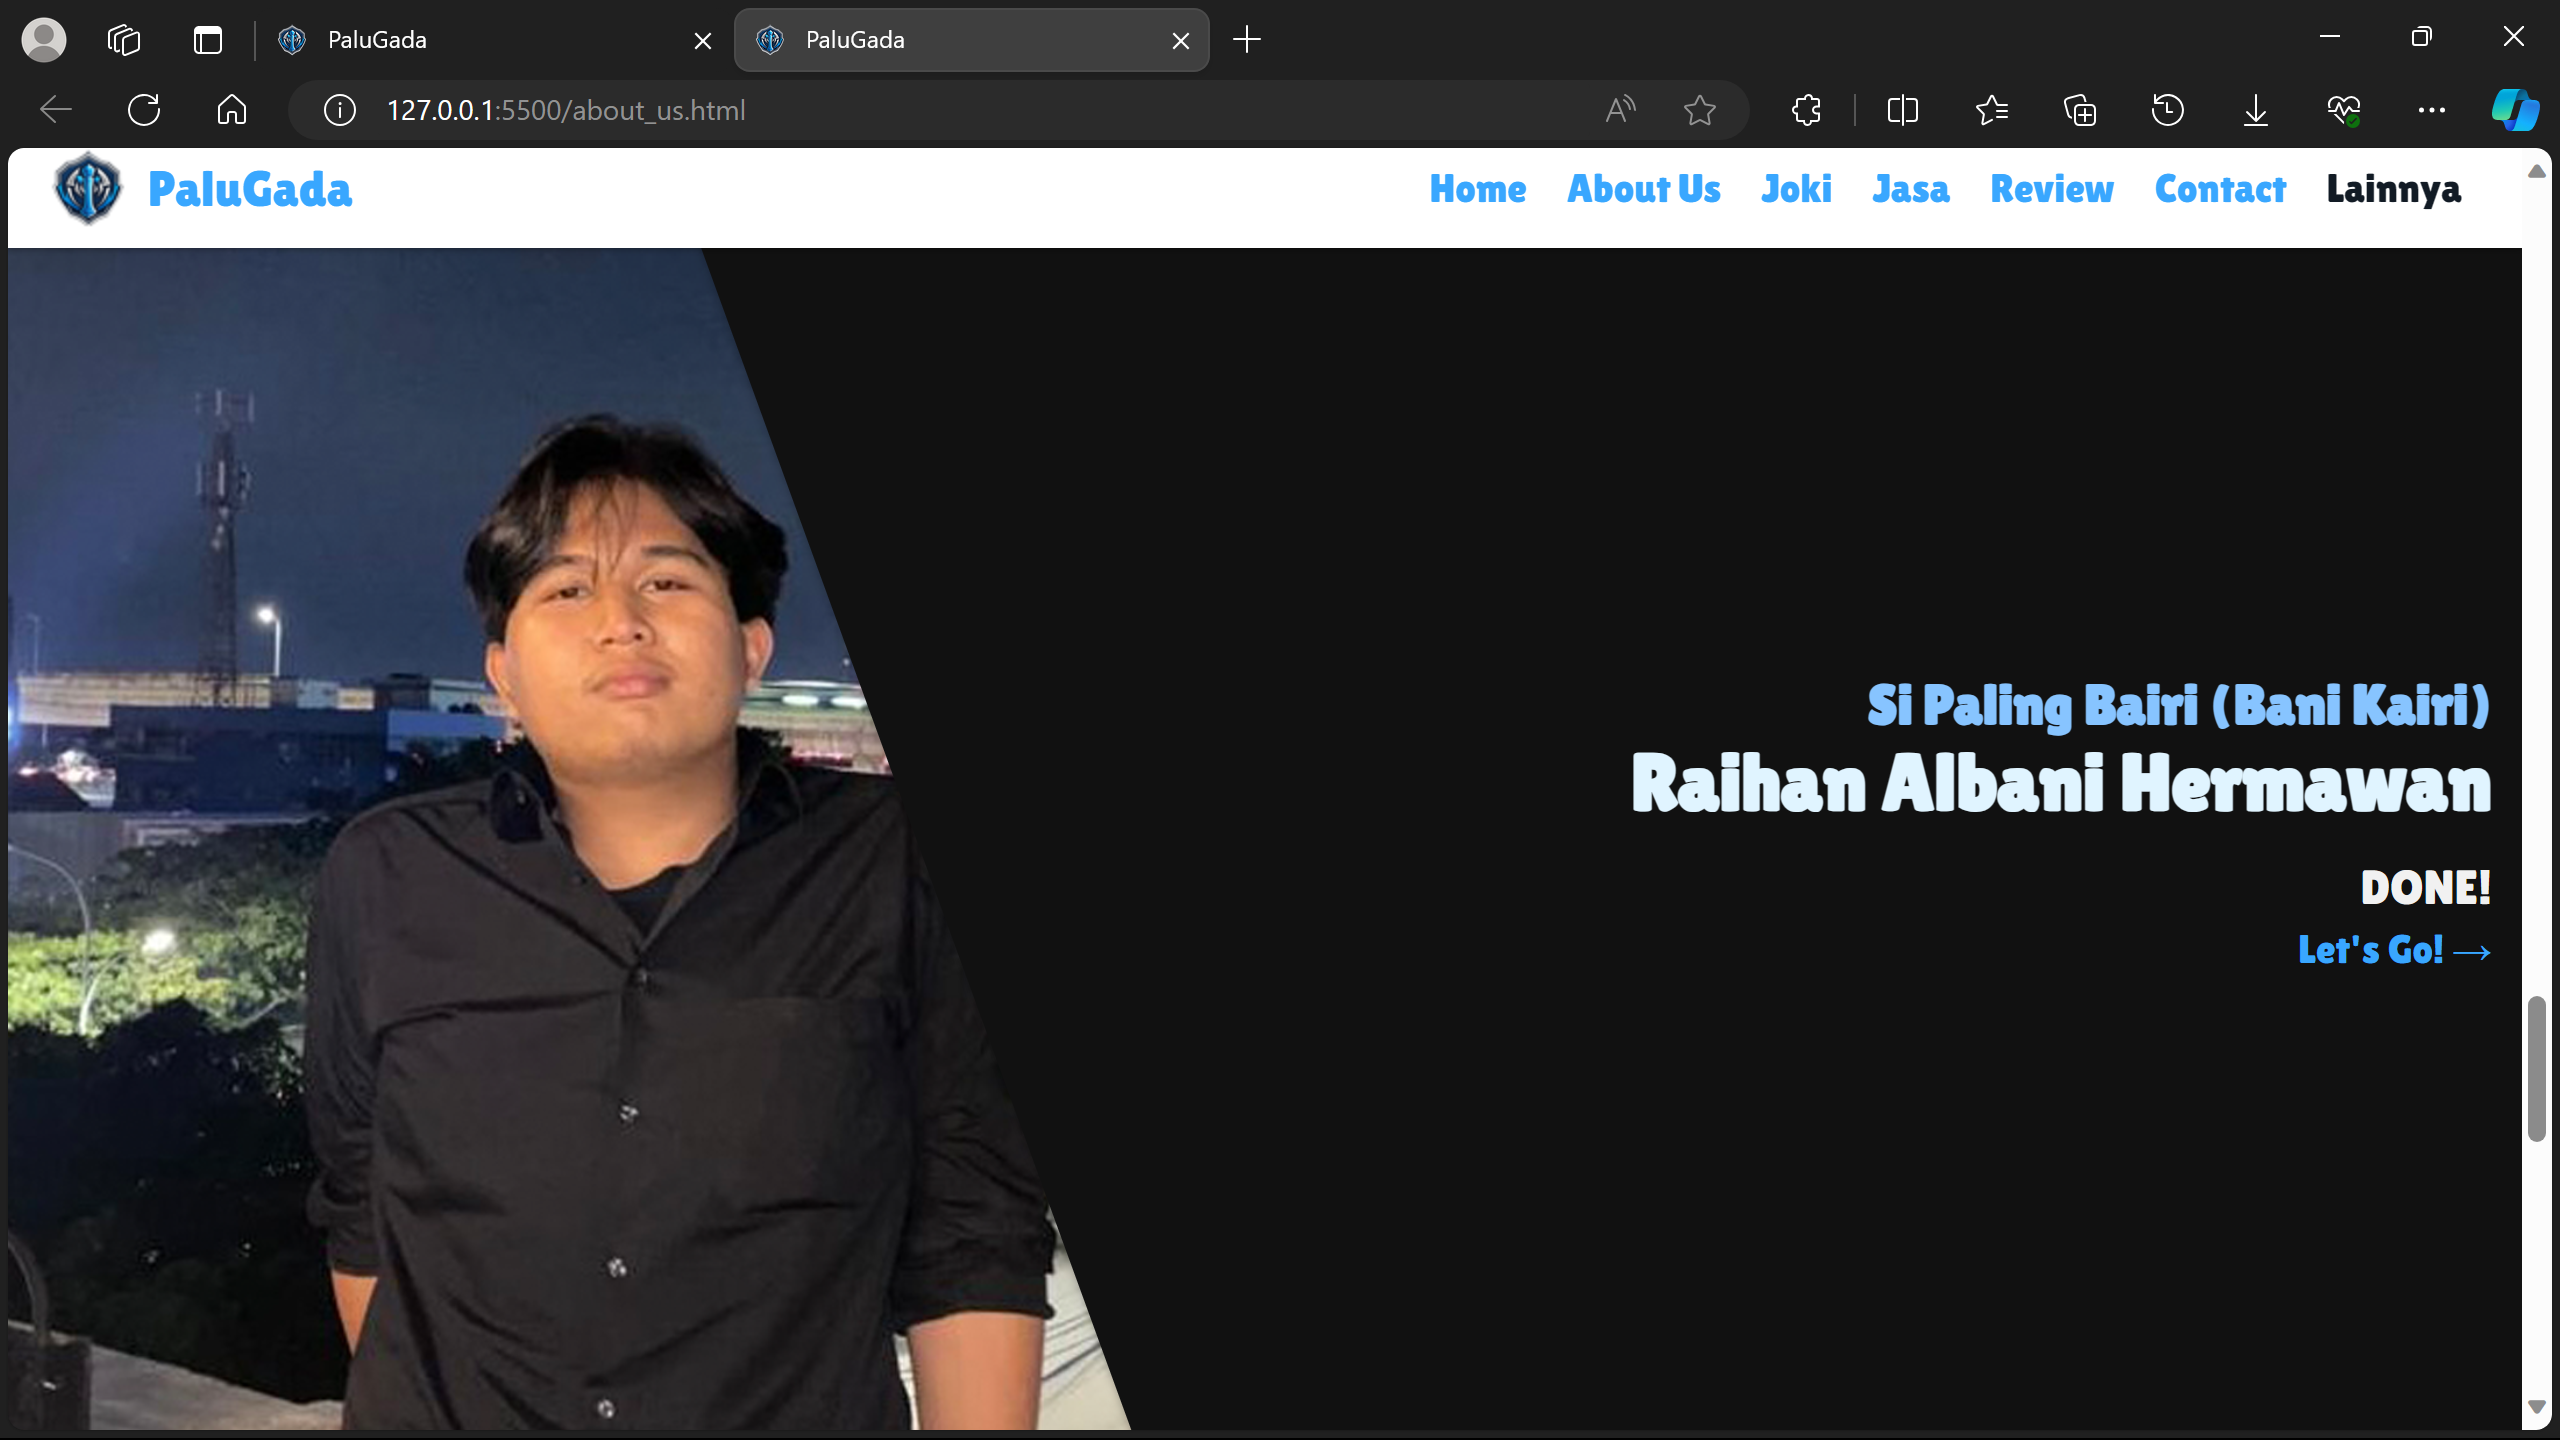 PaluGada
PaluGada
127.0.0.1:5500/about_us.html
PaluGada
Home About Us Joki Jasa Review Contact Lainnya
Si Paling Bairi (Bani Kairi)
Raihan Albani Hermawan
DONE!
Let's Go! →